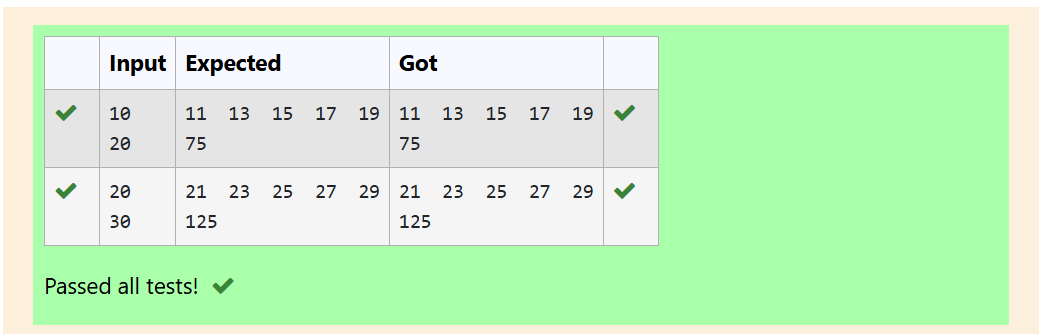 Input Expected Got
10 11 13 15 17 19 11 13 15 17 19
20 75 75
20 21 23 25 27 29 21 23 25 27 29
30 125 125
Passed all tests!